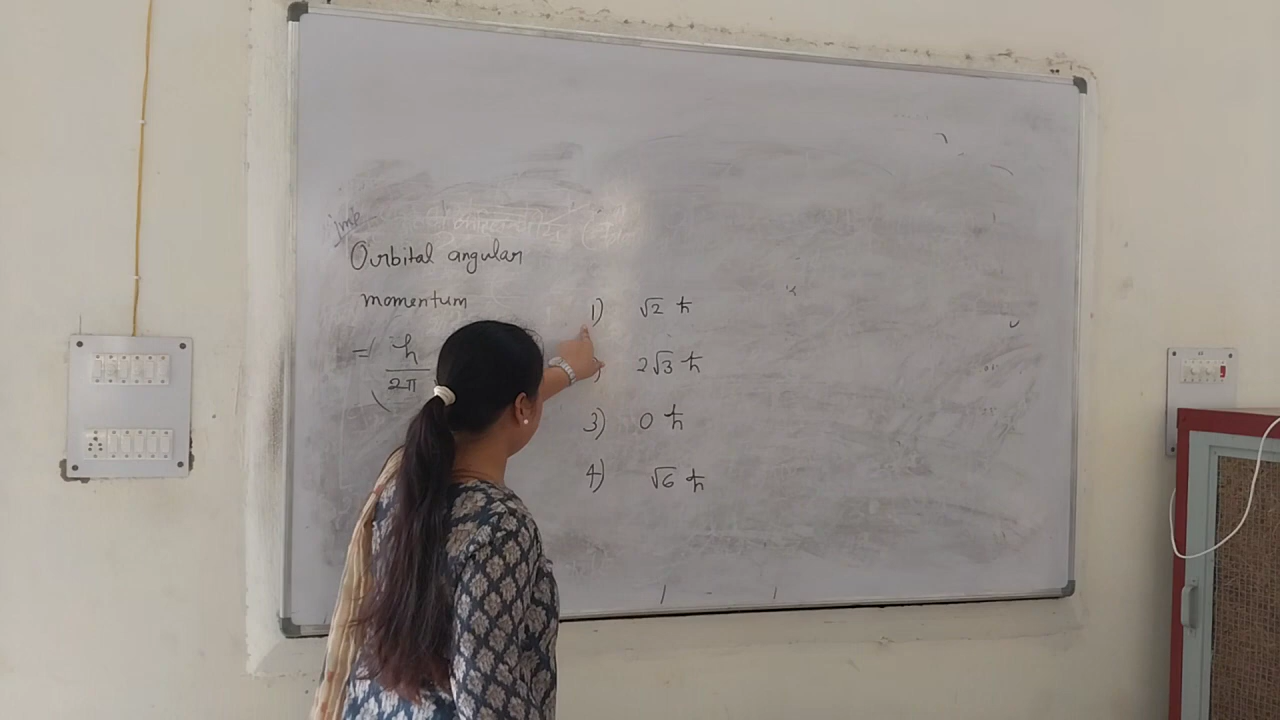 Imp
Orbital angular
momentum
= h/2π
1) √2 ħ
) 2√3 ħ
3) 0 ħ
4) √6 ħ